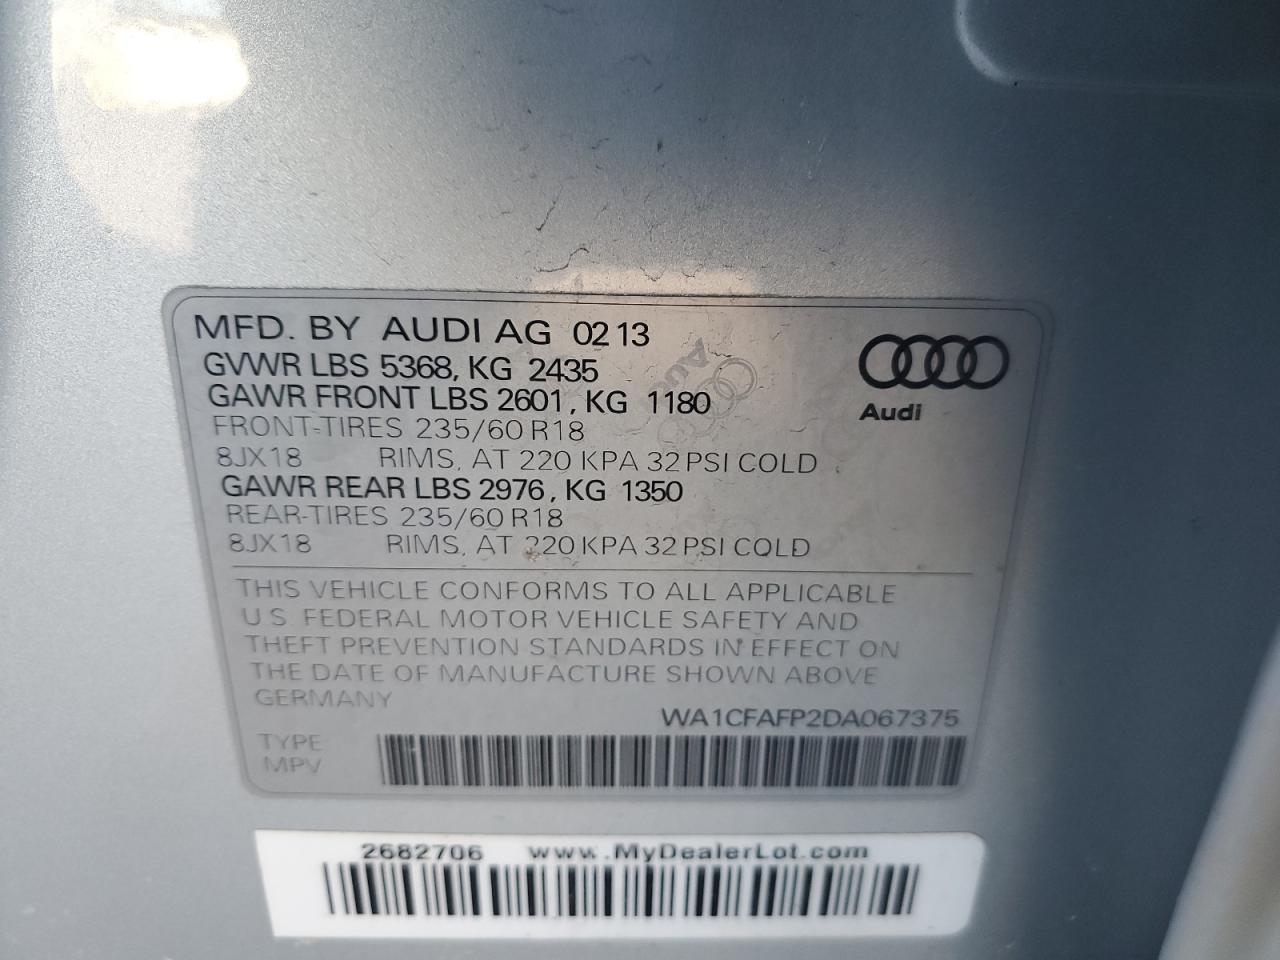 MFD. BY AUDI AG 02 13
GVWR LBS 5368, KG 2435
GAWR FRONT LBS 2601, KG 1180
FRONT-TIRES 235/60 R18
8JX18 RIMS, AT 220 KPA 32 PSI COLD
GAWR REAR LBS 2976, KG 1350
REAR-TIRES 235/60 R18
8JX18 RIMS, AT 220 KPA 32 PSI COLD
Audi
THIS VEHICLE CONFORMS TO ALL APPLICABLE
U.S. FEDERAL MOTOR VEHICLE SAFETY AND
THEFT PREVENTION STANDARDS IN EFFECT ON
THE DATE OF MANUFACTURE SHOWN ABOVE
GERMANY
WA1CFAFP2DA067375
TYPE
MPV
2682706 www.MyDealerLot.com